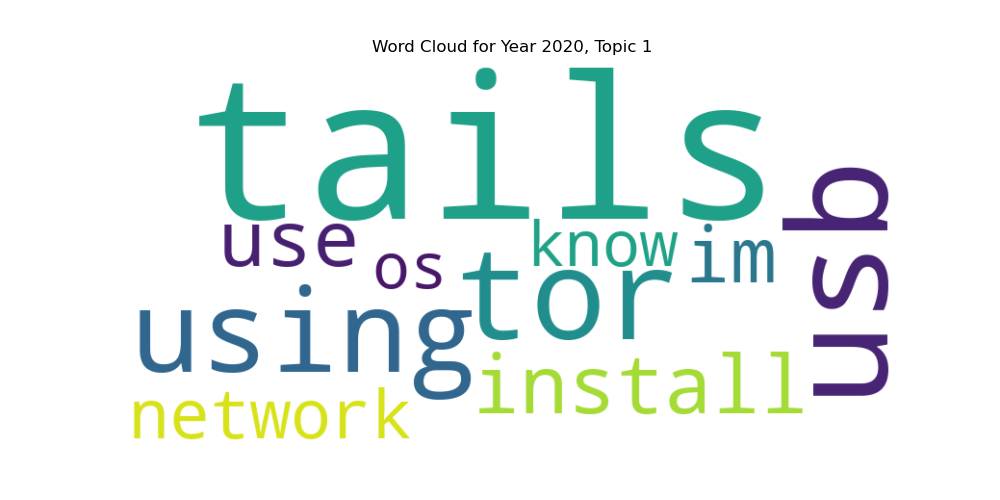 Word Cloud for Year 2020, Topic 1
tails
usb
use
know
im
os
tor
using
install
network